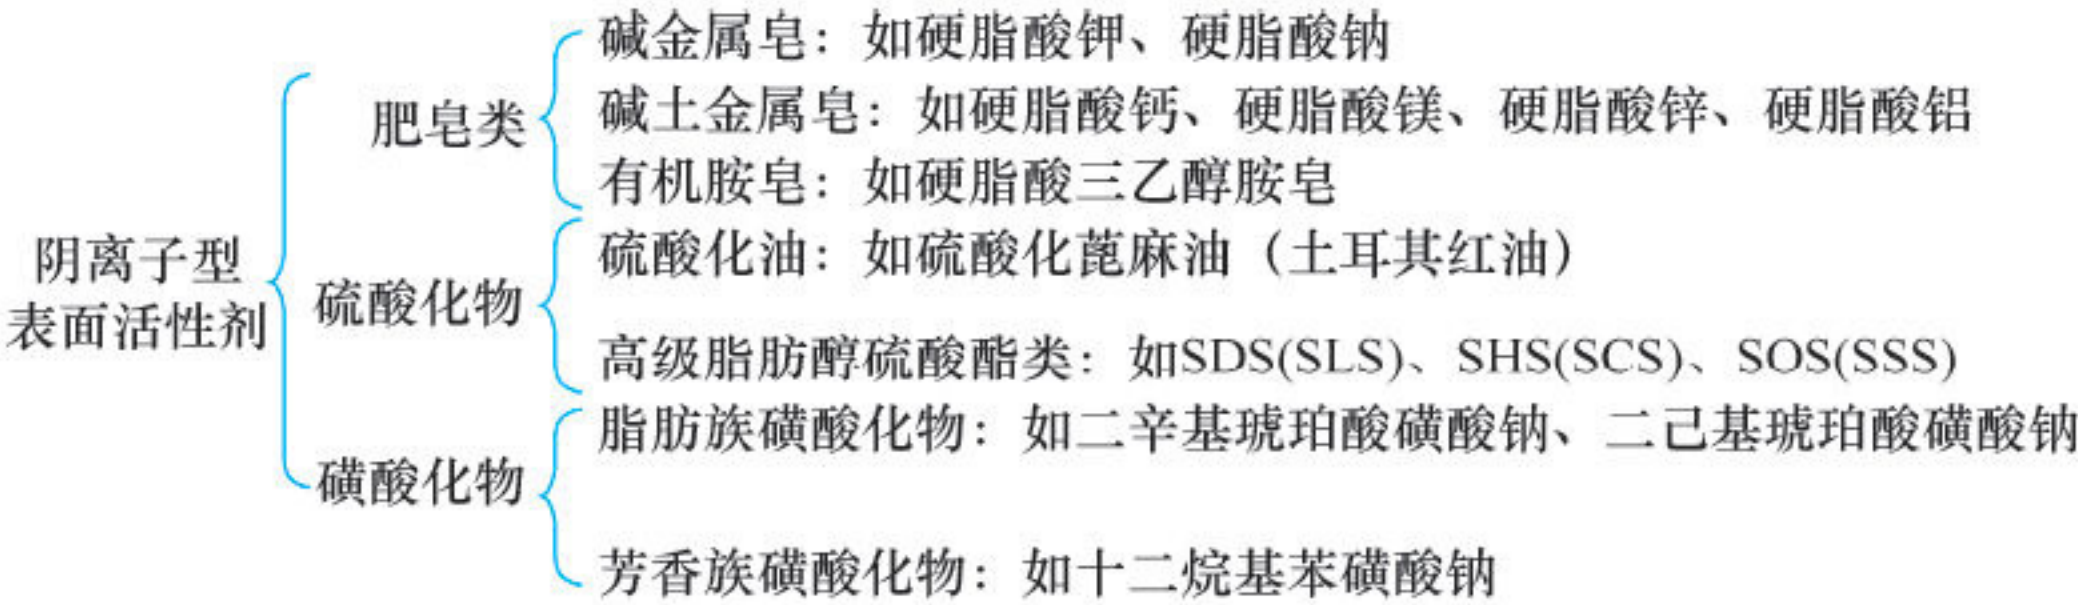 碱金属皂：如硬脂酸钾、硬脂酸钠
碱土金属皂：如硬脂酸钙、硬脂酸镁、硬脂酸锌、硬脂酸铝
肥皂类
有机胺皂：如硬脂酸三乙醇胺皂
阴离子型
表面活性剂
硫酸化油：如硫酸化蓖麻油（土耳其红油）
硫酸化物
高级脂肪醇硫酸酯类：如SDS(SLS)、SHS(SCS)、SOS(SSS)
脂肪族磺酸化物：如二辛基琥珀酸磺酸钠、二己基琥珀酸磺酸钠
磺酸化物
芳香族磺酸化物：如十二烷基苯磺酸钠